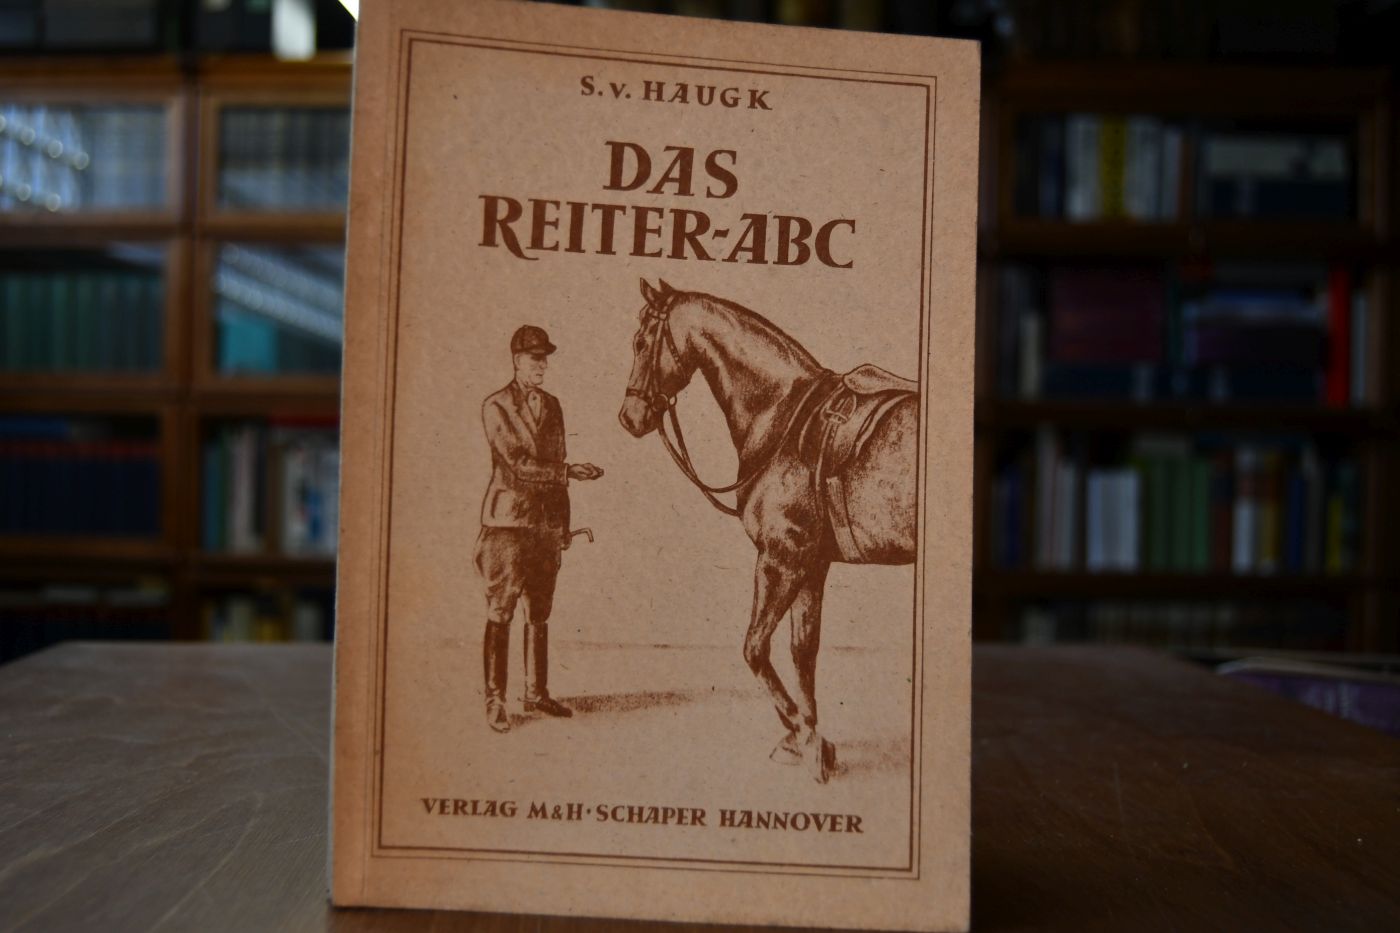 S. v. HAUGK
DAS
REITER-ABC
VERLAG M & H · SCHAPER HANNOVER